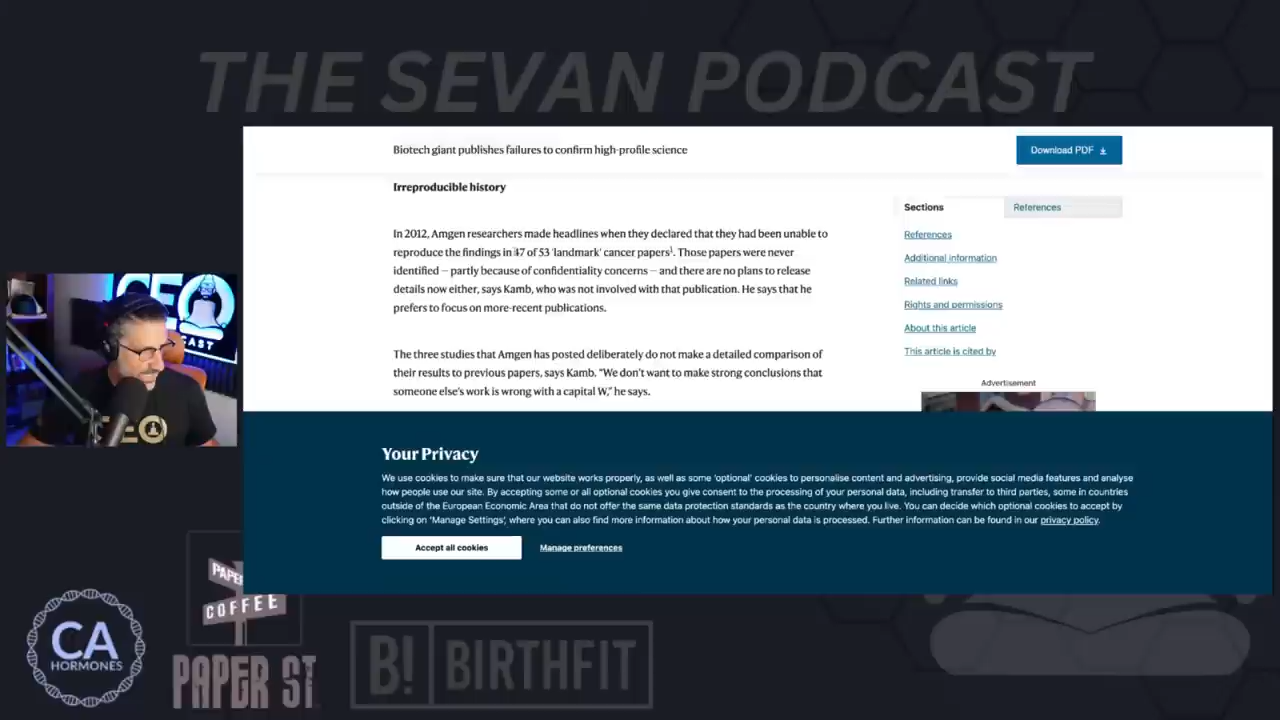 THE SEVAN PODCAST
Biotech giant publishes failures to confirm high-profile science
Download PDF
Irreproducible history
In 2012, Amgen researchers made headlines when they declared that they had been unable to
reproduce the findings in 47 of 53 'landmark' cancer papers1. Those papers were never
identified — partly because of confidentiality concerns — and there are no plans to release
details now either, says Kamb, who was not involved with that publication. He says that he
prefers to focus on more-recent publications.
The three studies that Amgen has posted deliberately do not make a detailed comparison of
their results to previous papers, says Kamb. "We don't want to make strong conclusions that
someone else's work is wrong with a capital W," he says.
Sections
References
References
Additional information
Related links
Rights and permissions
About this article
This article is cited by
Advertisement
Your Privacy
We use cookies to make sure that our website works properly, as well as some 'optional' cookies to personalise content and advertising, provide social media features and analyse
how people use our site. By accepting some or all optional cookies you give consent to the processing of your personal data, including transfer to third parties, some in countries
outside of the European Economic Area that do not offer the same data protection standards as the country where you live. You can decide which optional cookies to accept by
clicking on 'Manage Settings', where you can also find more information about how your personal data is processed. Further information can be found in our privacy policy.
Accept all cookies
Manage preferences
CEO
CAST
EO
CA
HORMONES
PAPER
COFFEE
PAPER ST
B! BIRTHFIT